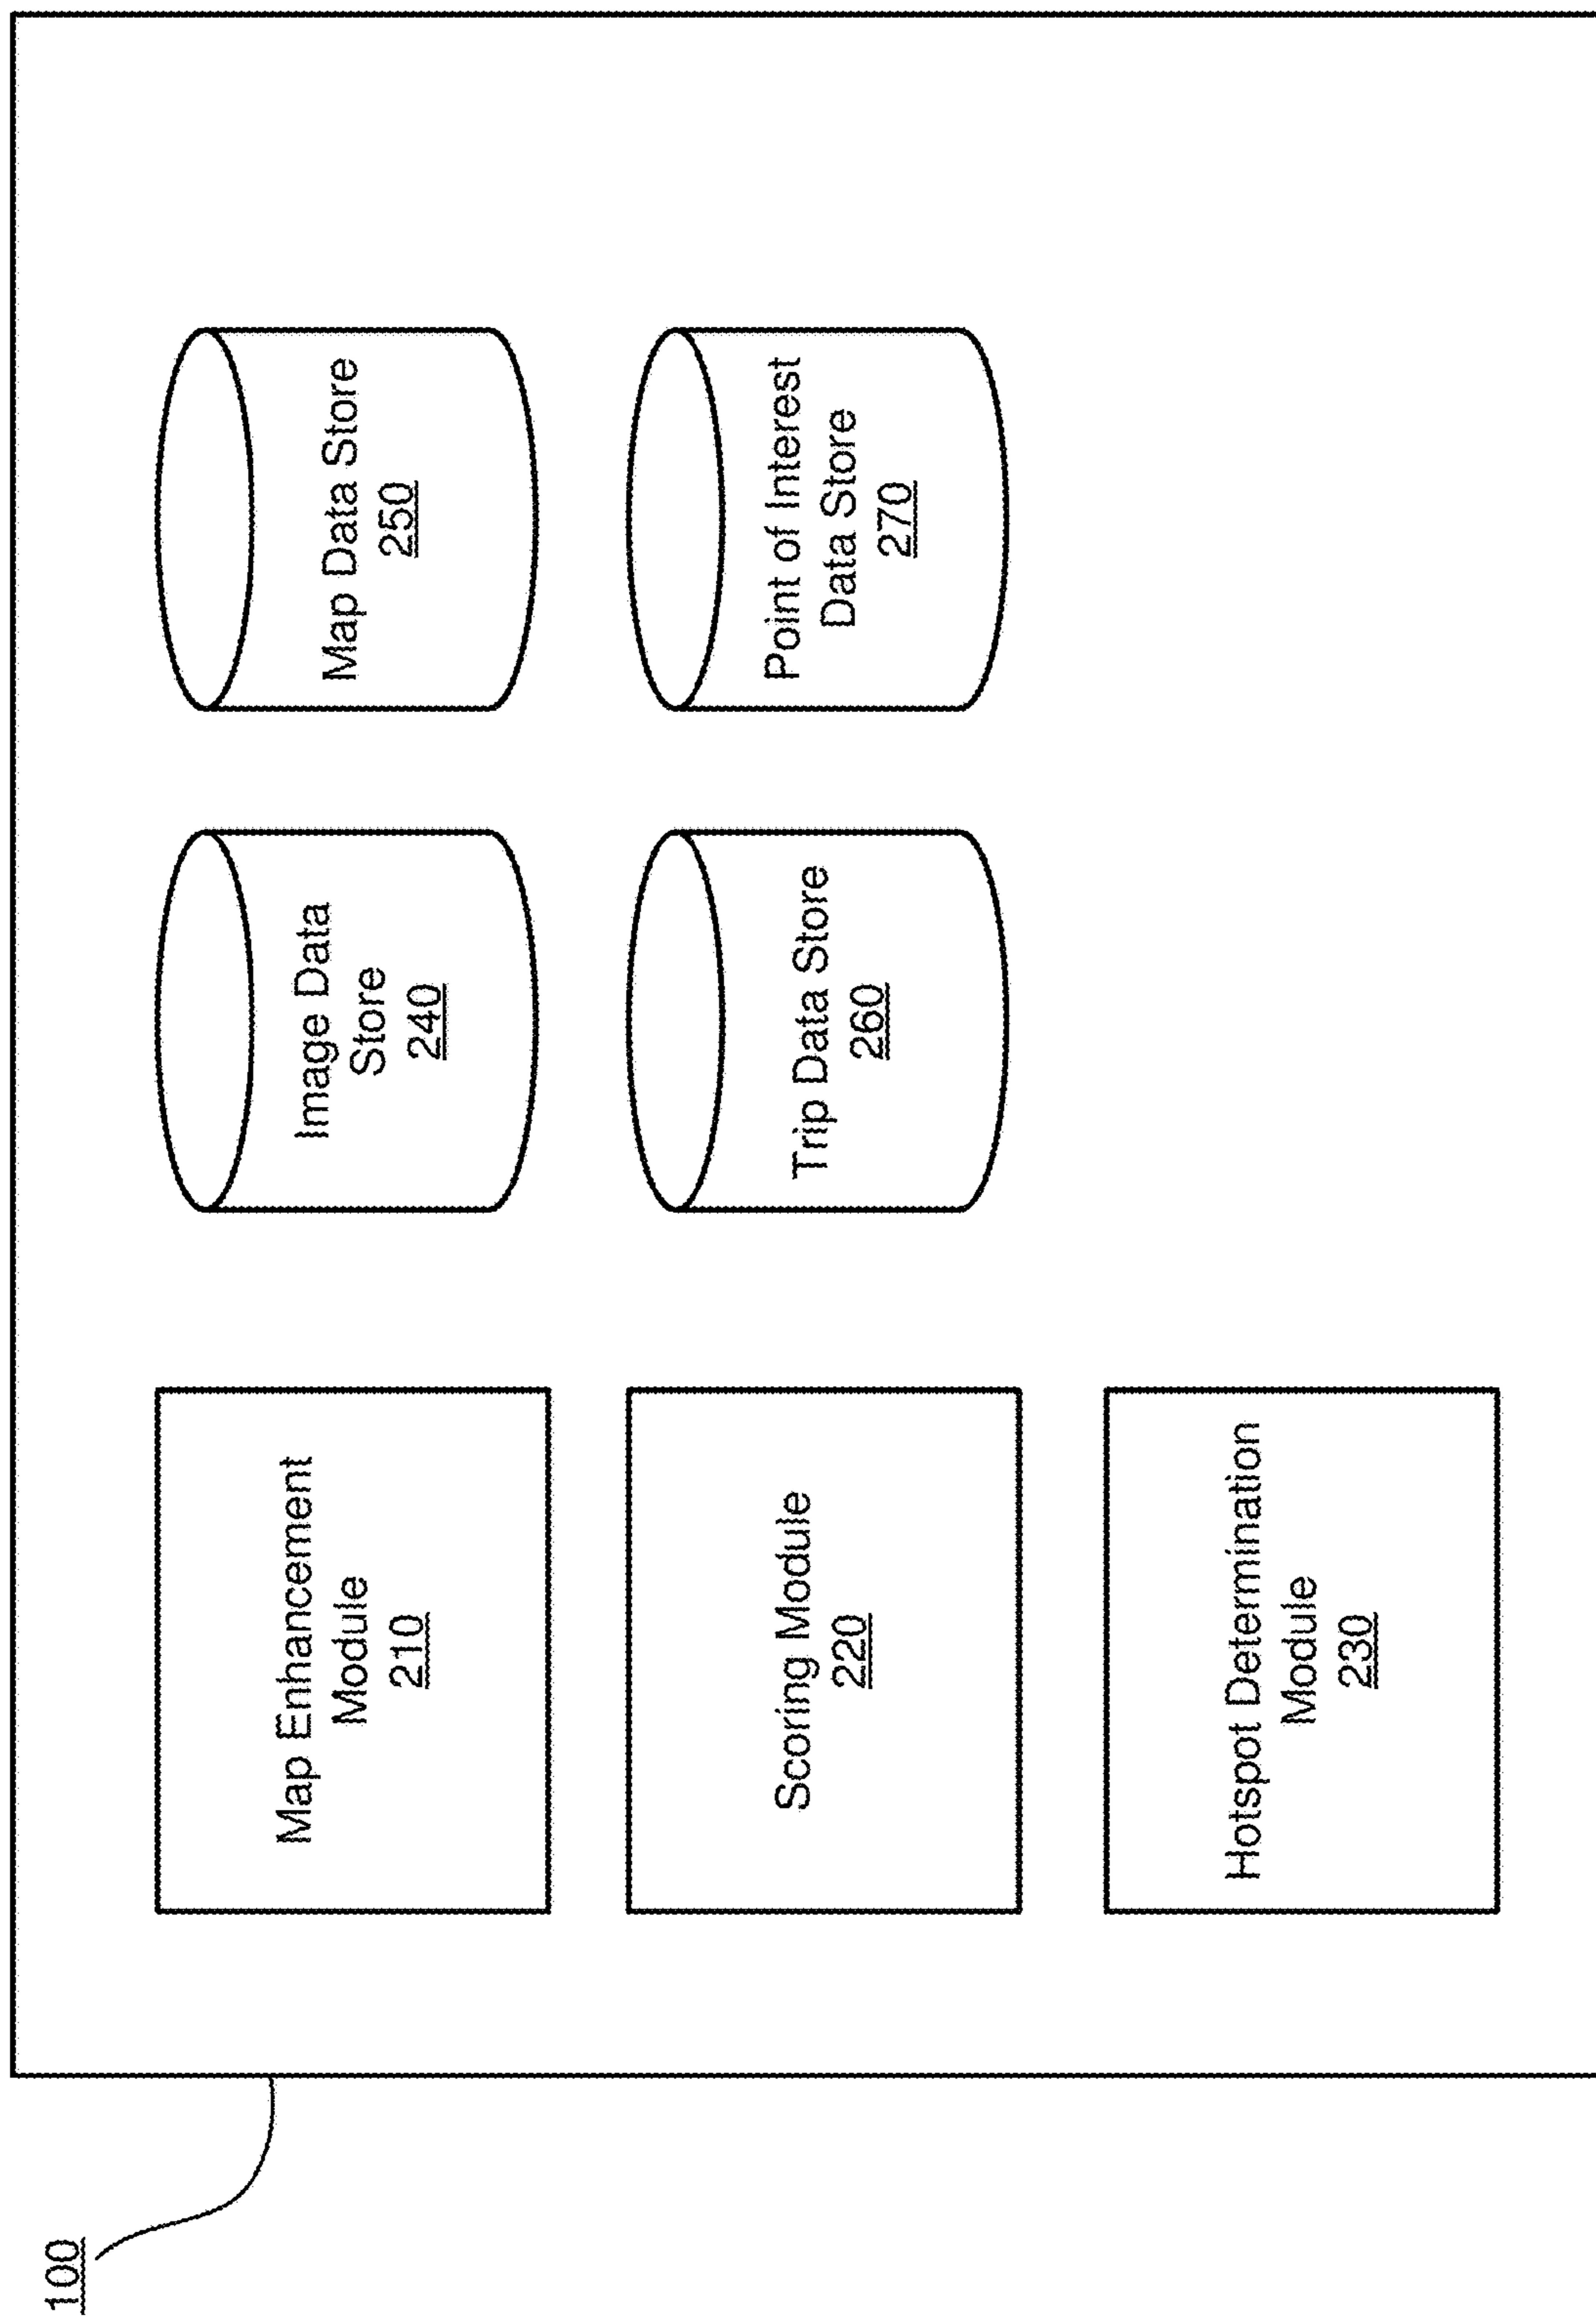 100
Map Enhancement
Module
210
Image Data
Store
240
Map Data Store
250
Scoring Module
220
Trip Data Store
260
Point of Interest
Data Store
270
Hotspot Determination
Module
230